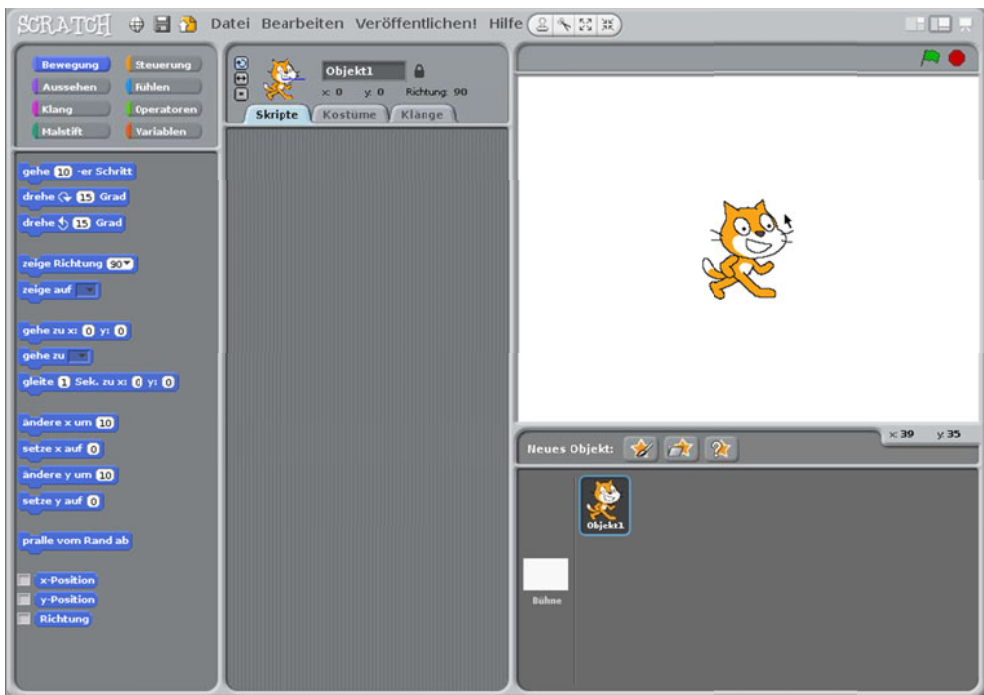 SCRATCH Datei Bearbeiten Veröffentlichen! Hilfe
Bewegung Steuerung
Aussehen Fühlen
Klang Operatoren
Malstift Variablen
gehe 10 -er Schritt
drehe 15 Grad
drehe 15 Grad
zeige Richtung 90
zeige auf
gehe zu x: 0 y: 0
gehe zu
gleite 1 Sek. zu x: 0 y: 0
ändere x um 10
setze x auf 0
ändere y um 10
setze y auf 0
pralle vom Rand ab
x-Position
y-Position
Richtung
Objekt1
x: 0 y: 0 Richtung: 90
Skripte Kostüme Klänge
x: 39 y: 35
Neues Objekt:
Objekt1
Bühne